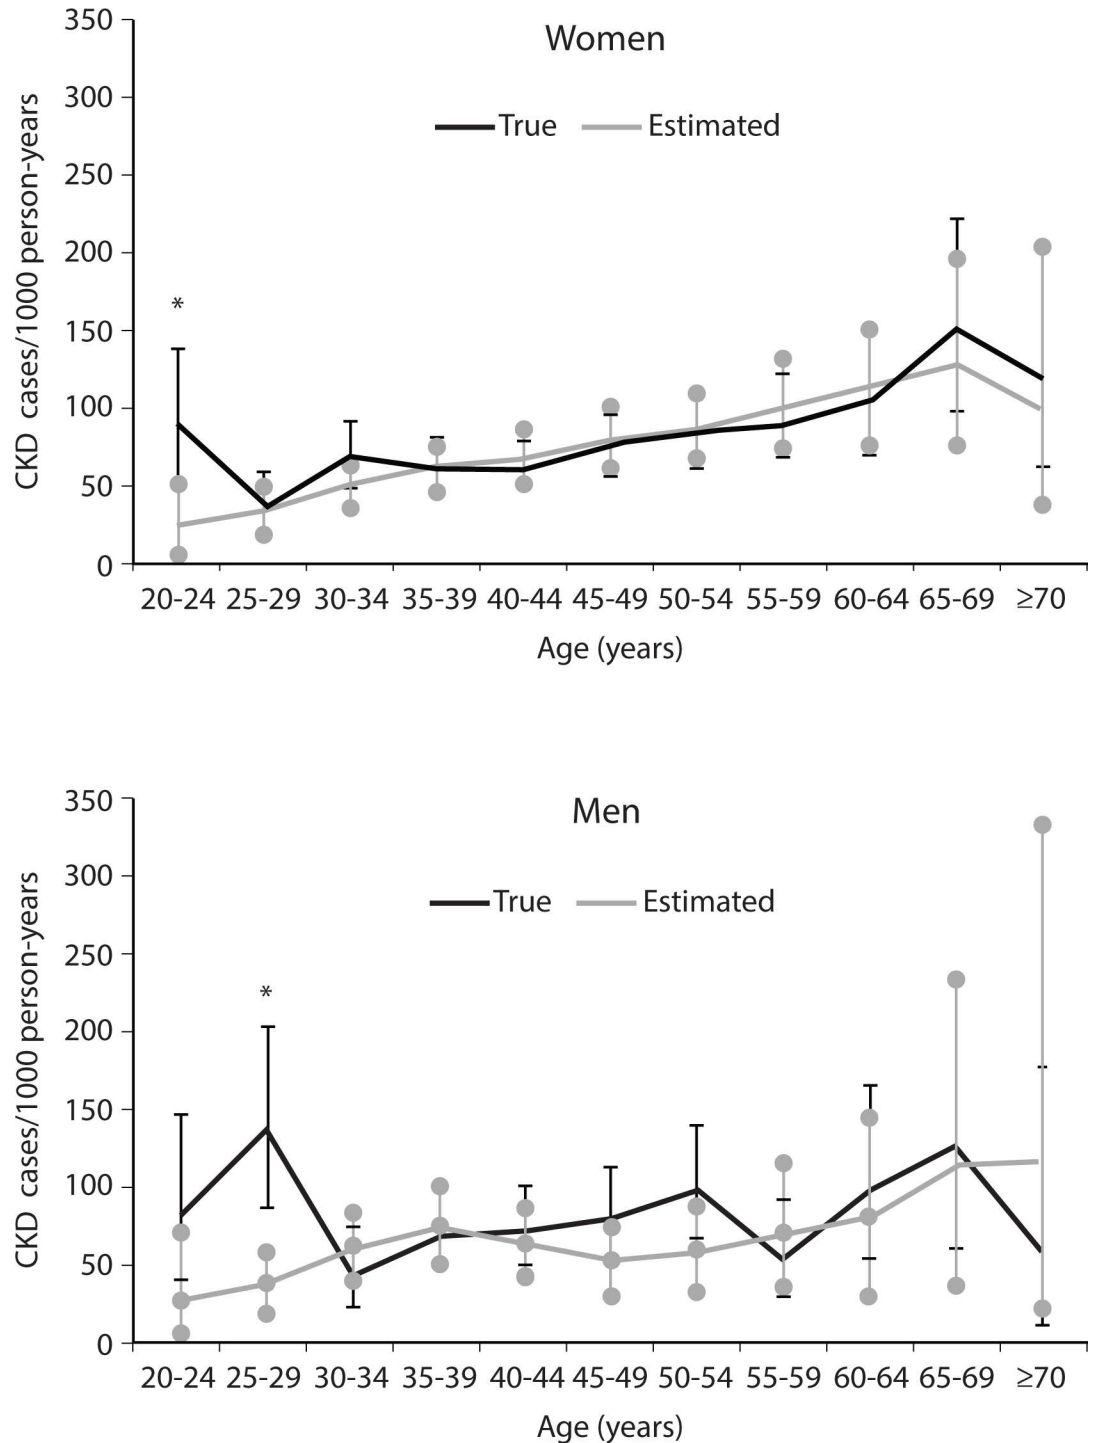 Women
True Estimated
CKD cases/1000 person-years
350
300
250
200
150
100
50
0
*
20-24 25-29 30-34 35-39 40-44 45-49 50-54 55-59 60-64 65-69 ≥70
Age (years)
Men
True Estimated
CKD cases/1000 person-years
350
300
250
200
150
100
50
0
*
20-24 25-29 30-34 35-39 40-44 45-49 50-54 55-59 60-64 65-69 ≥70
Age (years)